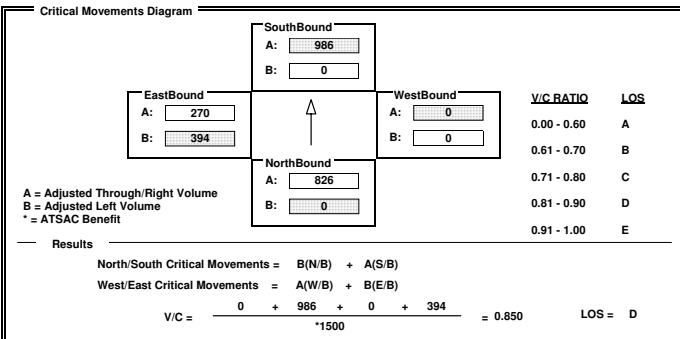 Critical Movements Diagram
SouthBound
A: 986
B: 0
EastBound
A: 270
B: 394
WestBound
A: 0
B: 0
NorthBound
A: 826
B: 0
V/C RATIO LOS
0.00 - 0.60 A
0.61 - 0.70 B
0.71 - 0.80 C
0.81 - 0.90 D
0.91 - 1.00 E
A = Adjusted Through/Right Volume
B = Adjusted Left Volume
* = ATSAC Benefit
Results
North/South Critical Movements = B(N/B) + A(S/B)
West/East Critical Movements = A(W/B) + B(E/B)
0 + 986 + 0 + 394
V/C = = 0.850 LOS = D
*1500